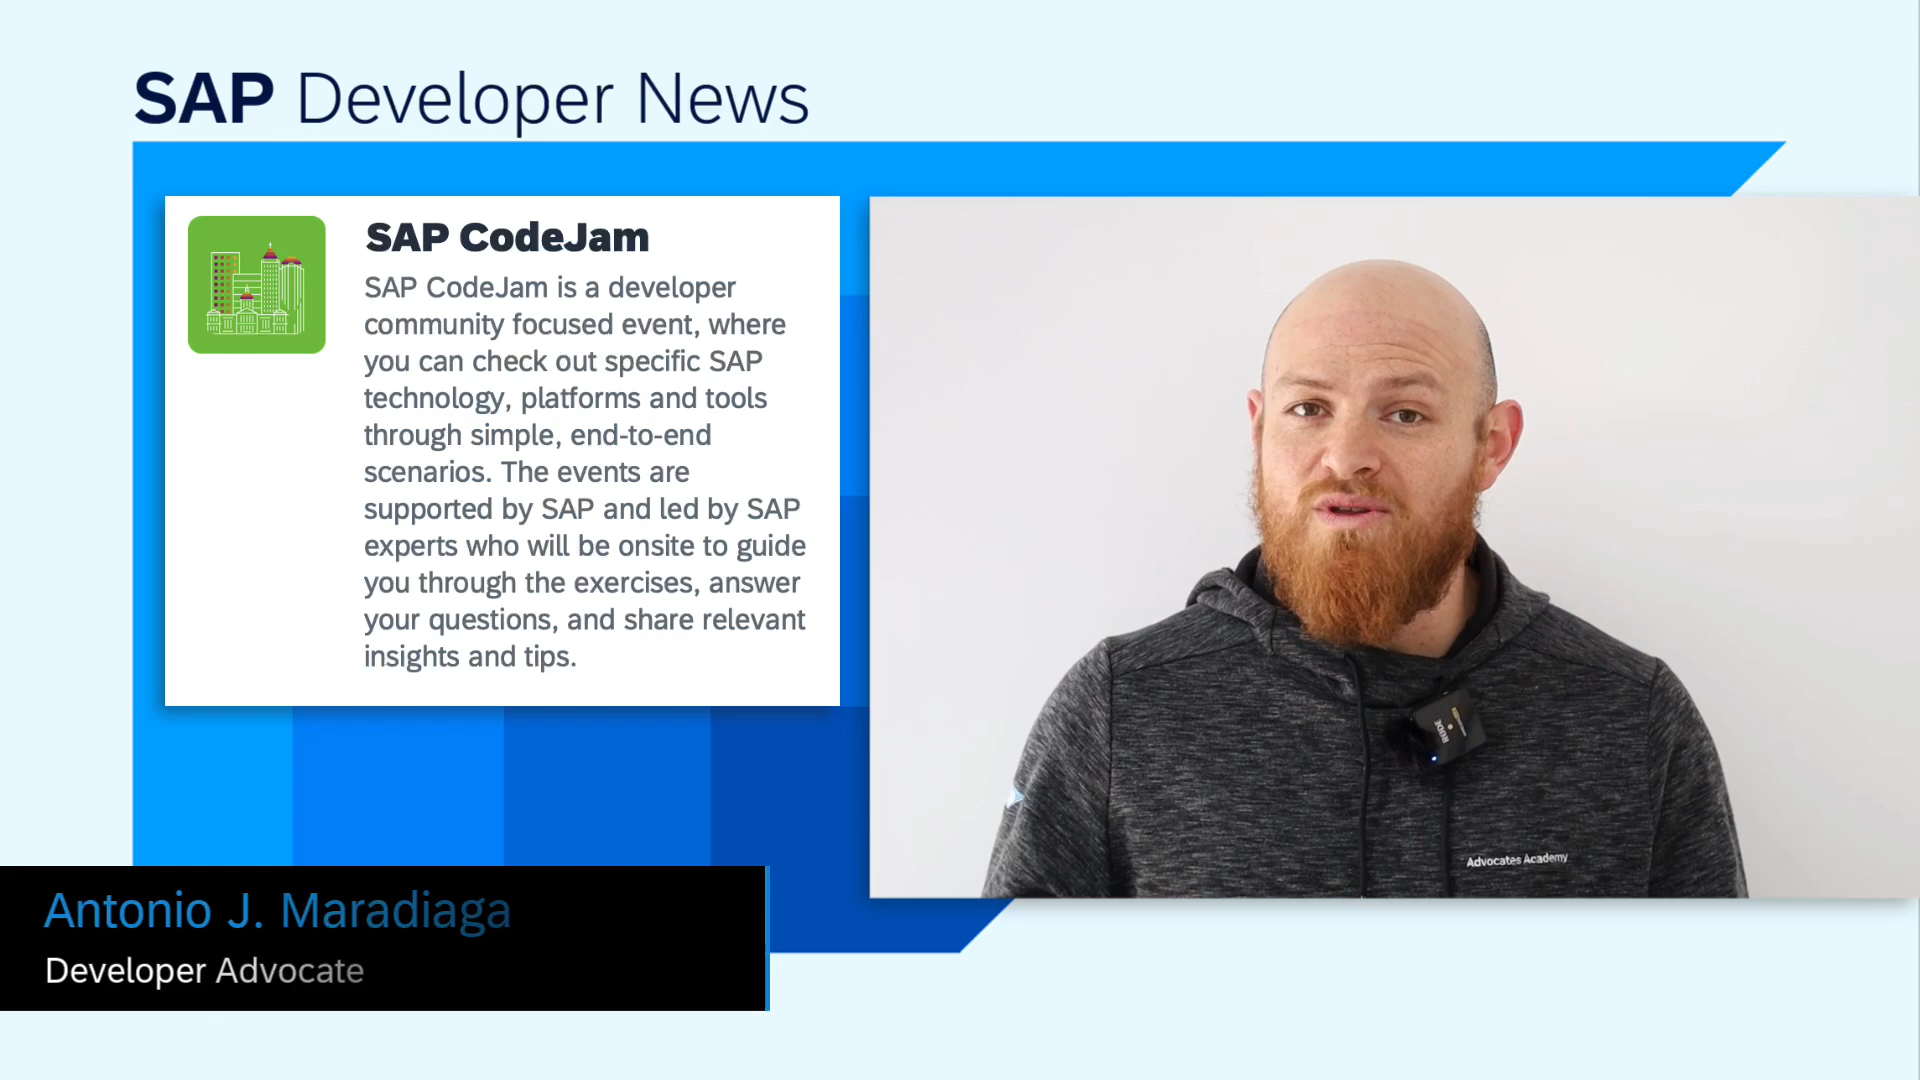 SAP Developer News
SAP CodeJam
SAP CodeJam is a developer
community focused event, where
you can check out specific SAP
technology, platforms and tools
through simple, end-to-end
scenarios. The events are
supported by SAP and led by SAP
experts who will be onsite to guide
you through the exercises, answer
your questions, and share relevant
insights and tips.
RØDE
Advocates Academy
Antonio J. Maradiaga
Developer Advocate